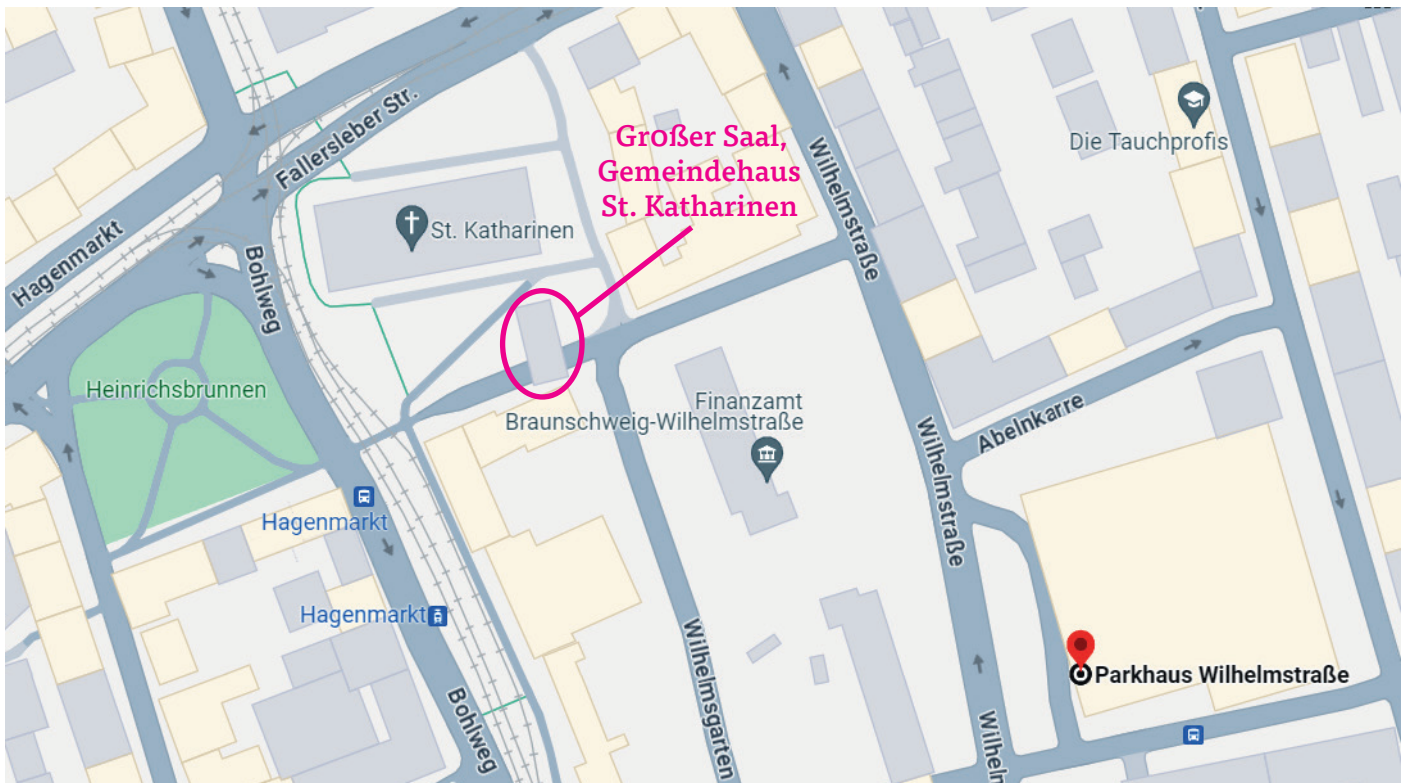 Fallersleber Str.
Hagenmarkt
Großer Saal,
Gemeindehaus
St. Katharinen
Wilhelmstraße
Die Tauchprofis
St. Katharinen
Bohlweg
Heinrichsbrunnen
Finanzamt
Braunschweig-Wilhelmstraße
Abelnkarre
Wilhelmstraße
Hagenmarkt
Hagenmarkt
Wilhelmsgarten
Parkhaus Wilhelmstraße
Bohlweg
Wilhelm